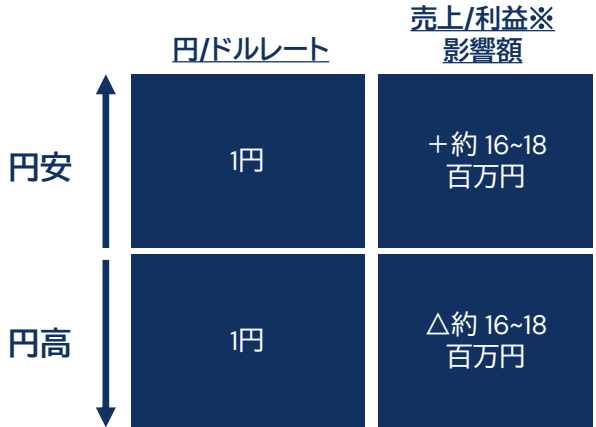 円/ドルレート
売上/利益※
影響額
円安
1円
＋約 16~18
百万円
円高
1円
△約 16~18
百万円